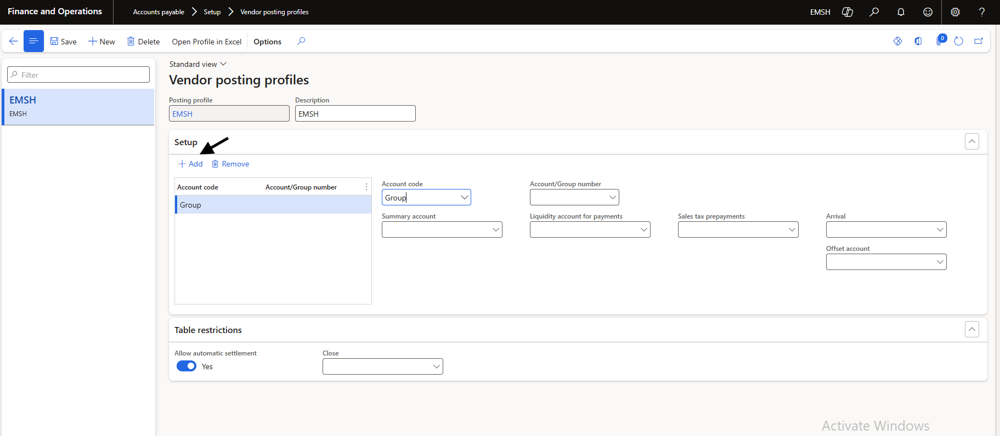 Finance and Operations
Accounts payable
Setup
Vendor posting profiles
EMSH
Save
New
Delete
Open Profile in Excel
Options
0
Filter
EMSH
EMSH
Standard view
Vendor posting profiles
Posting profile
Description
EMSH
EMSH
Setup
Add
Remove
Account code
Account/Group number
Group
Account code
Account/Group number
Group
Summary account
Liquidity account for payments
Sales tax prepayments
Arrival
Offset account
Table restrictions
Allow automatic settlement
Close
Yes
Activate Windows